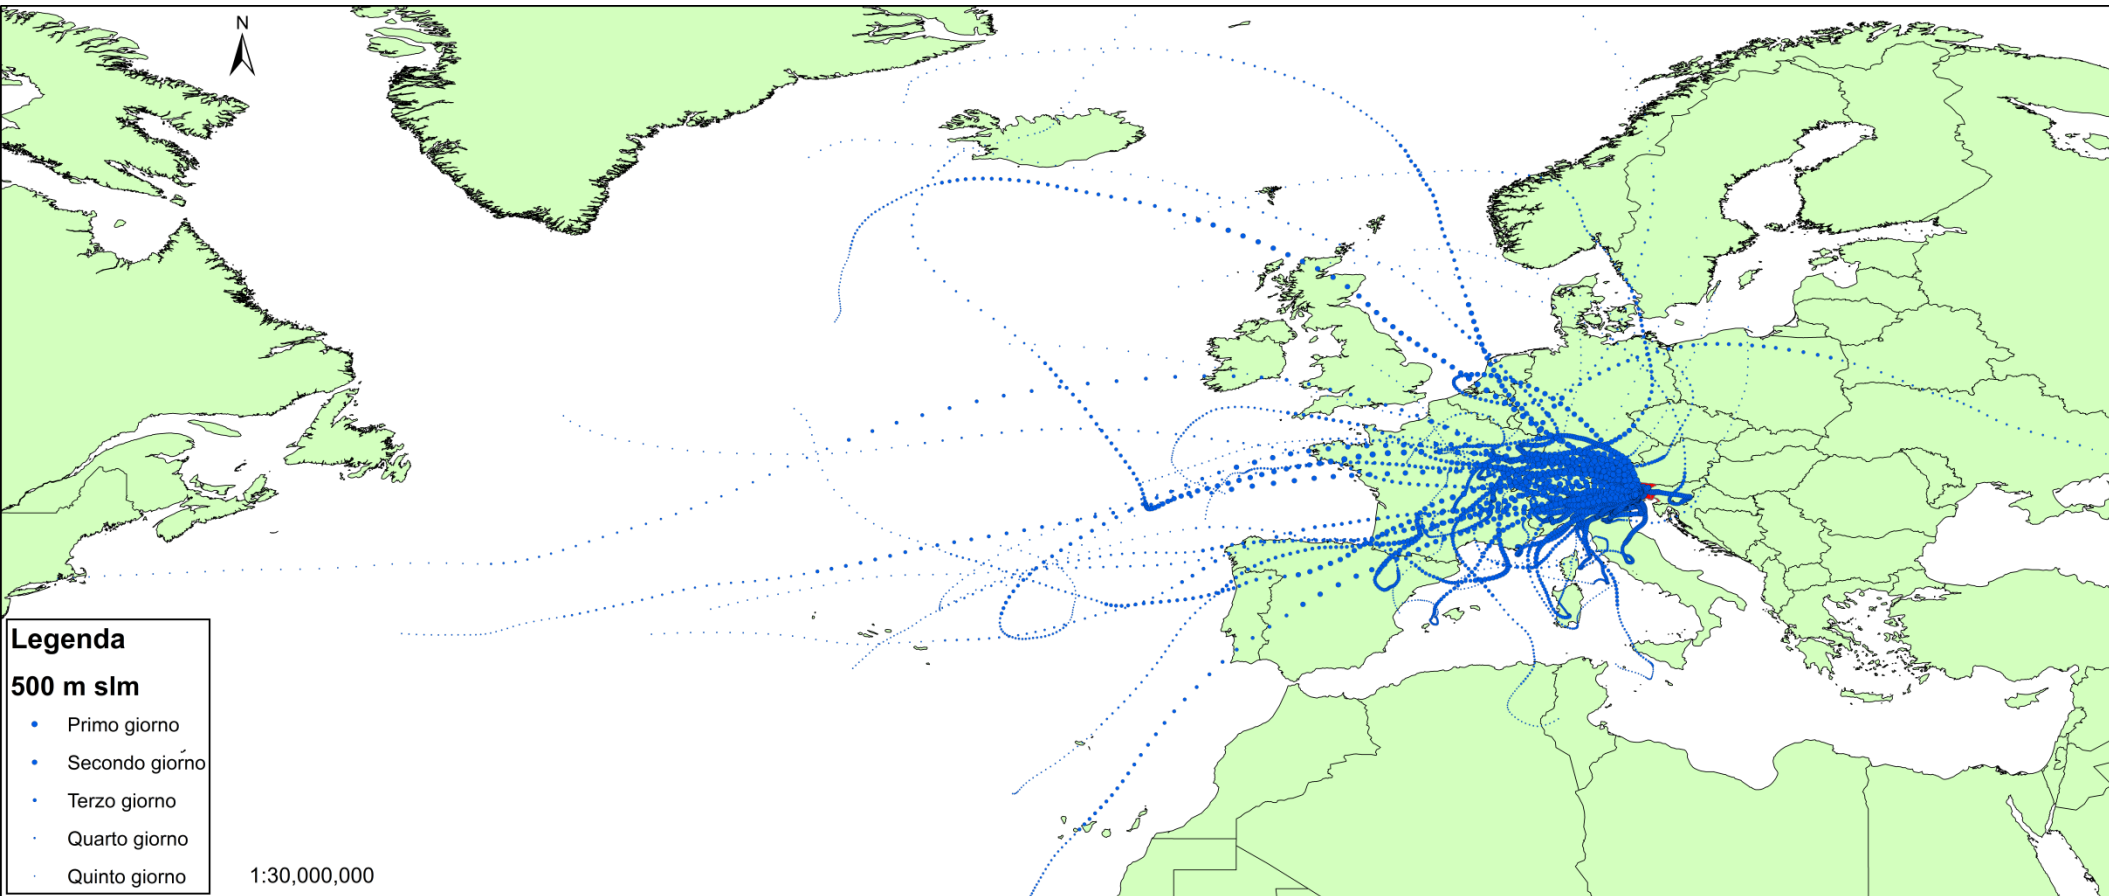 N
Legenda
500 m slm
Primo giorno
Secondo giorno
Terzo giorno
Quarto giorno
Quinto giorno
1:30,000,000